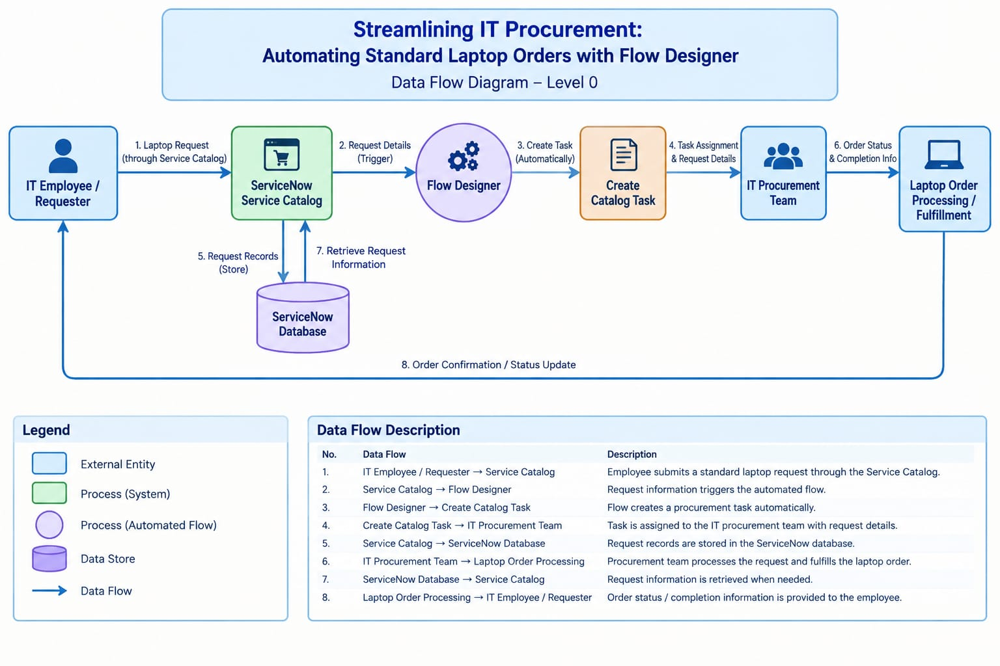 Streamlining IT Procurement:
Automating Standard Laptop Orders with Flow Designer
Data Flow Diagram – Level 0
IT Employee /
Requester
1. Laptop Request
(through Service Catalog)
ServiceNow
Service Catalog
2. Request Details
(Trigger)
Flow Designer
3. Create Task
(Automatically)
Create
Catalog Task
4. Task Assignment
& Request Details
IT Procurement
Team
6. Order Status
& Completion Info
Laptop Order
Processing /
Fulfillment
5. Request Records
(Store)
7. Retrieve Request
Information
ServiceNow
Database
8. Order Confirmation / Status Update
Legend
External Entity
Process (System)
Process (Automated Flow)
Data Store
Data Flow
Data Flow Description
No. Data Flow Description
1. IT Employee / Requester → Service Catalog Employee submits a standard laptop request through the Service Catalog.
2. Service Catalog → Flow Designer Request information triggers the automated flow.
3. Flow Designer → Create Catalog Task Flow creates a procurement task automatically.
4. Create Catalog Task → IT Procurement Team Task is assigned to the IT procurement team with request details.
5. Service Catalog → ServiceNow Database Request records are stored in the ServiceNow database.
6. IT Procurement Team → Laptop Order Processing Procurement team processes the request and fulfills the laptop order.
7. ServiceNow Database → Service Catalog Request information is retrieved when needed.
8. Laptop Order Processing → IT Employee / Requester Order status / completion information is provided to the employee.